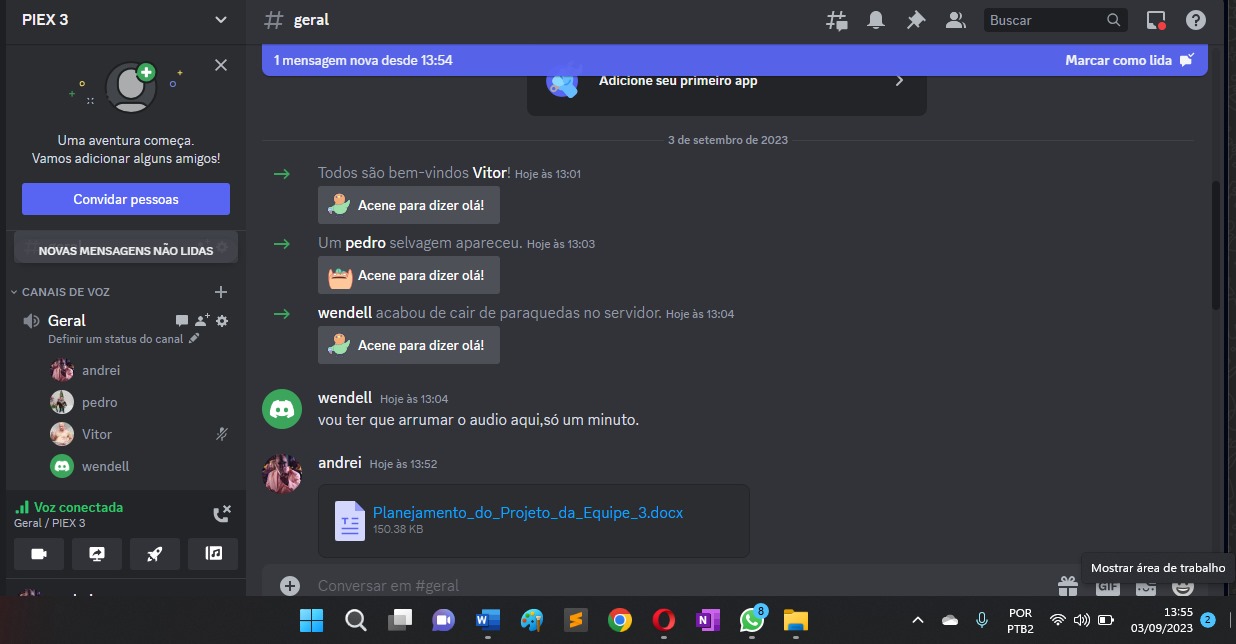 PIEX 3
geral
Buscar
1 mensagem nova desde 13:54
Marcar como lida
Adicione seu primeiro app
Uma aventura começa.
Vamos adicionar alguns amigos!
Convidar pessoas
NOVAS MENSAGENS NÃO LIDAS
CANAIS DE VOZ
Geral
Definir um status do canal
andrei
pedro
Vitor
wendell
Voz conectada
Geral / PIEX 3
3 de setembro de 2023
Todos são bem-vindos Vitor! Hoje às 13:01
Acene para dizer olá!
Um pedro selvagem apareceu. Hoje às 13:03
Acene para dizer olá!
wendell acabou de cair de paraquedas no servidor. Hoje às 13:04
Acene para dizer olá!
wendell Hoje às 13:04
vou ter que arrumar o audio aqui,só um minuto.
andrei Hoje às 13:52
Planejamento_do_Projeto_da_Equipe_3.docx
150.38 KB
Conversar em #geral
GIF
Mostrar área de trabalho
8
POR
PTB2
13:55
03/09/2023
2